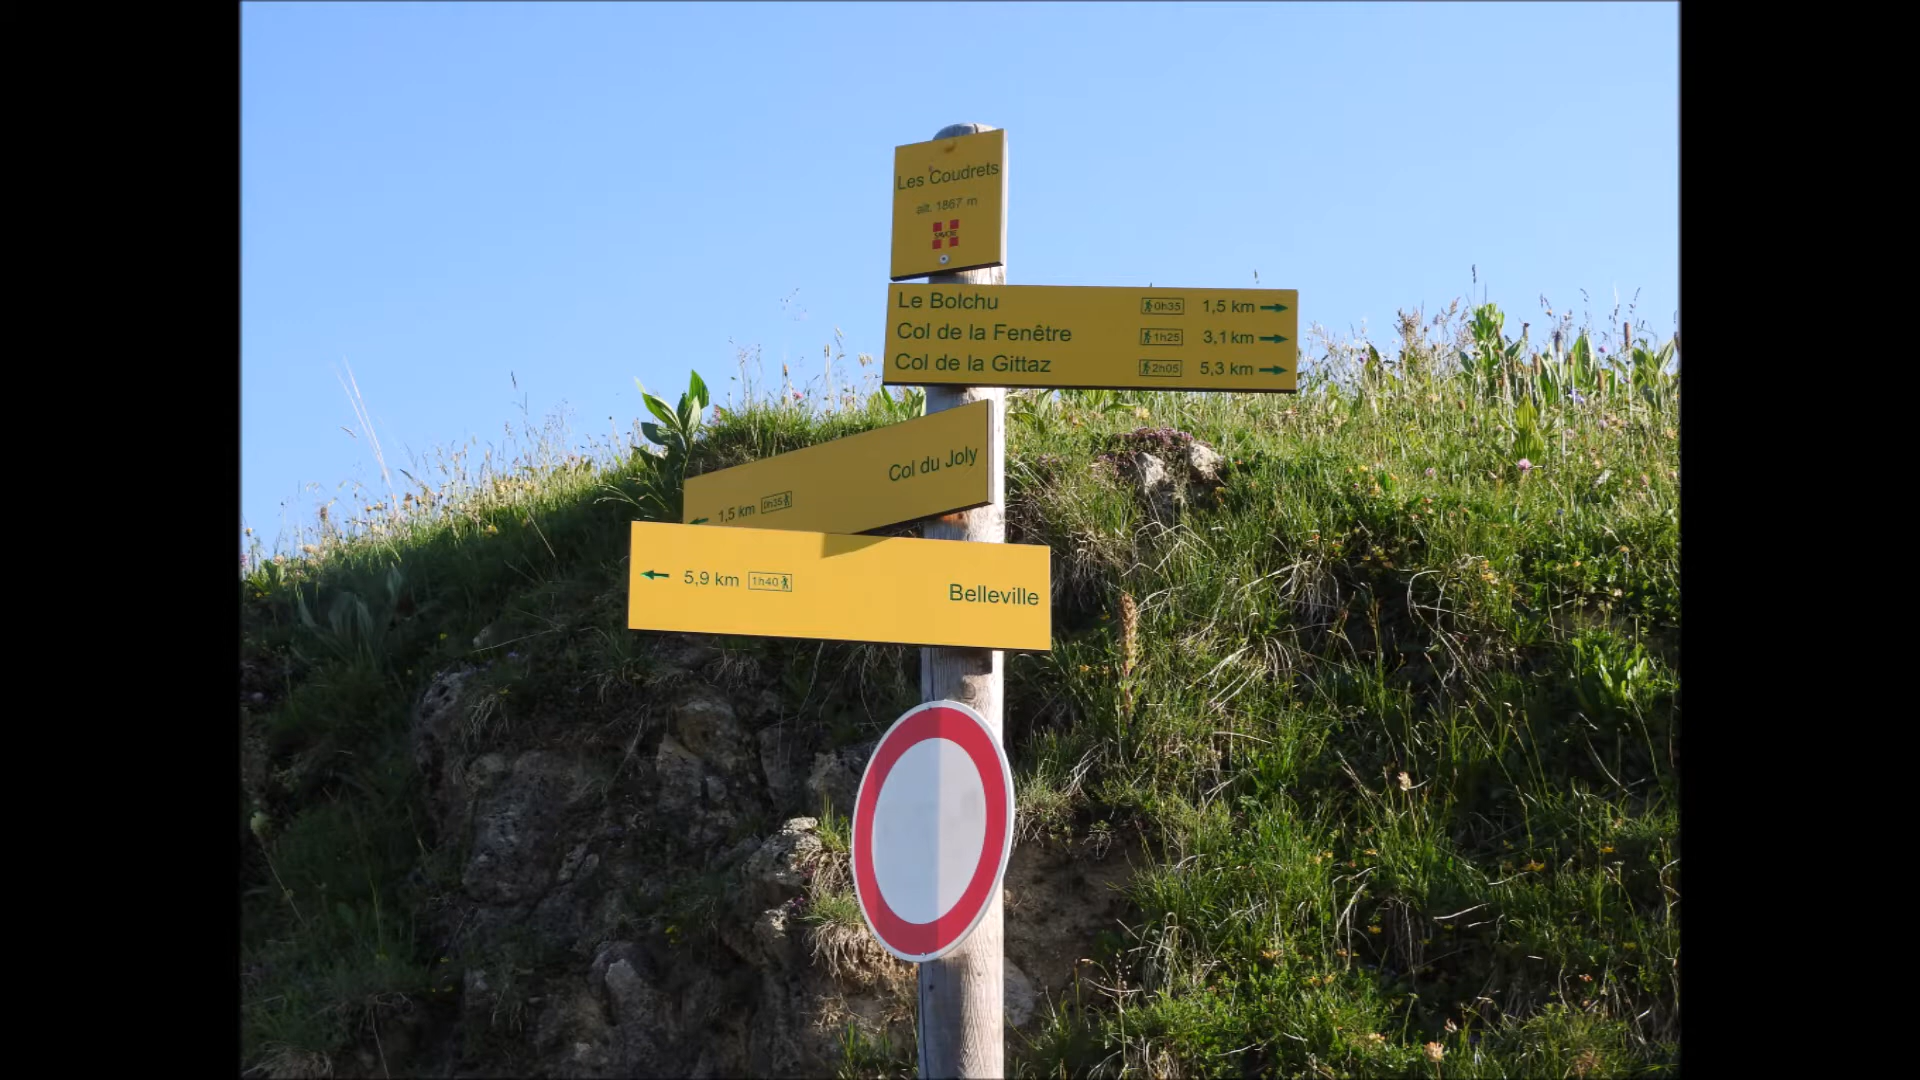 Les Coudrets
alt. 1867 m
SAVOIE
Le Bolchu 0h35 1,5 km
Col de la Fenêtre 1h25 3,1 km
Col de la Gittaz 2h05 5,3 km
Col du Joly
1,5 km 0h35
5,9 km 1h40
Belleville